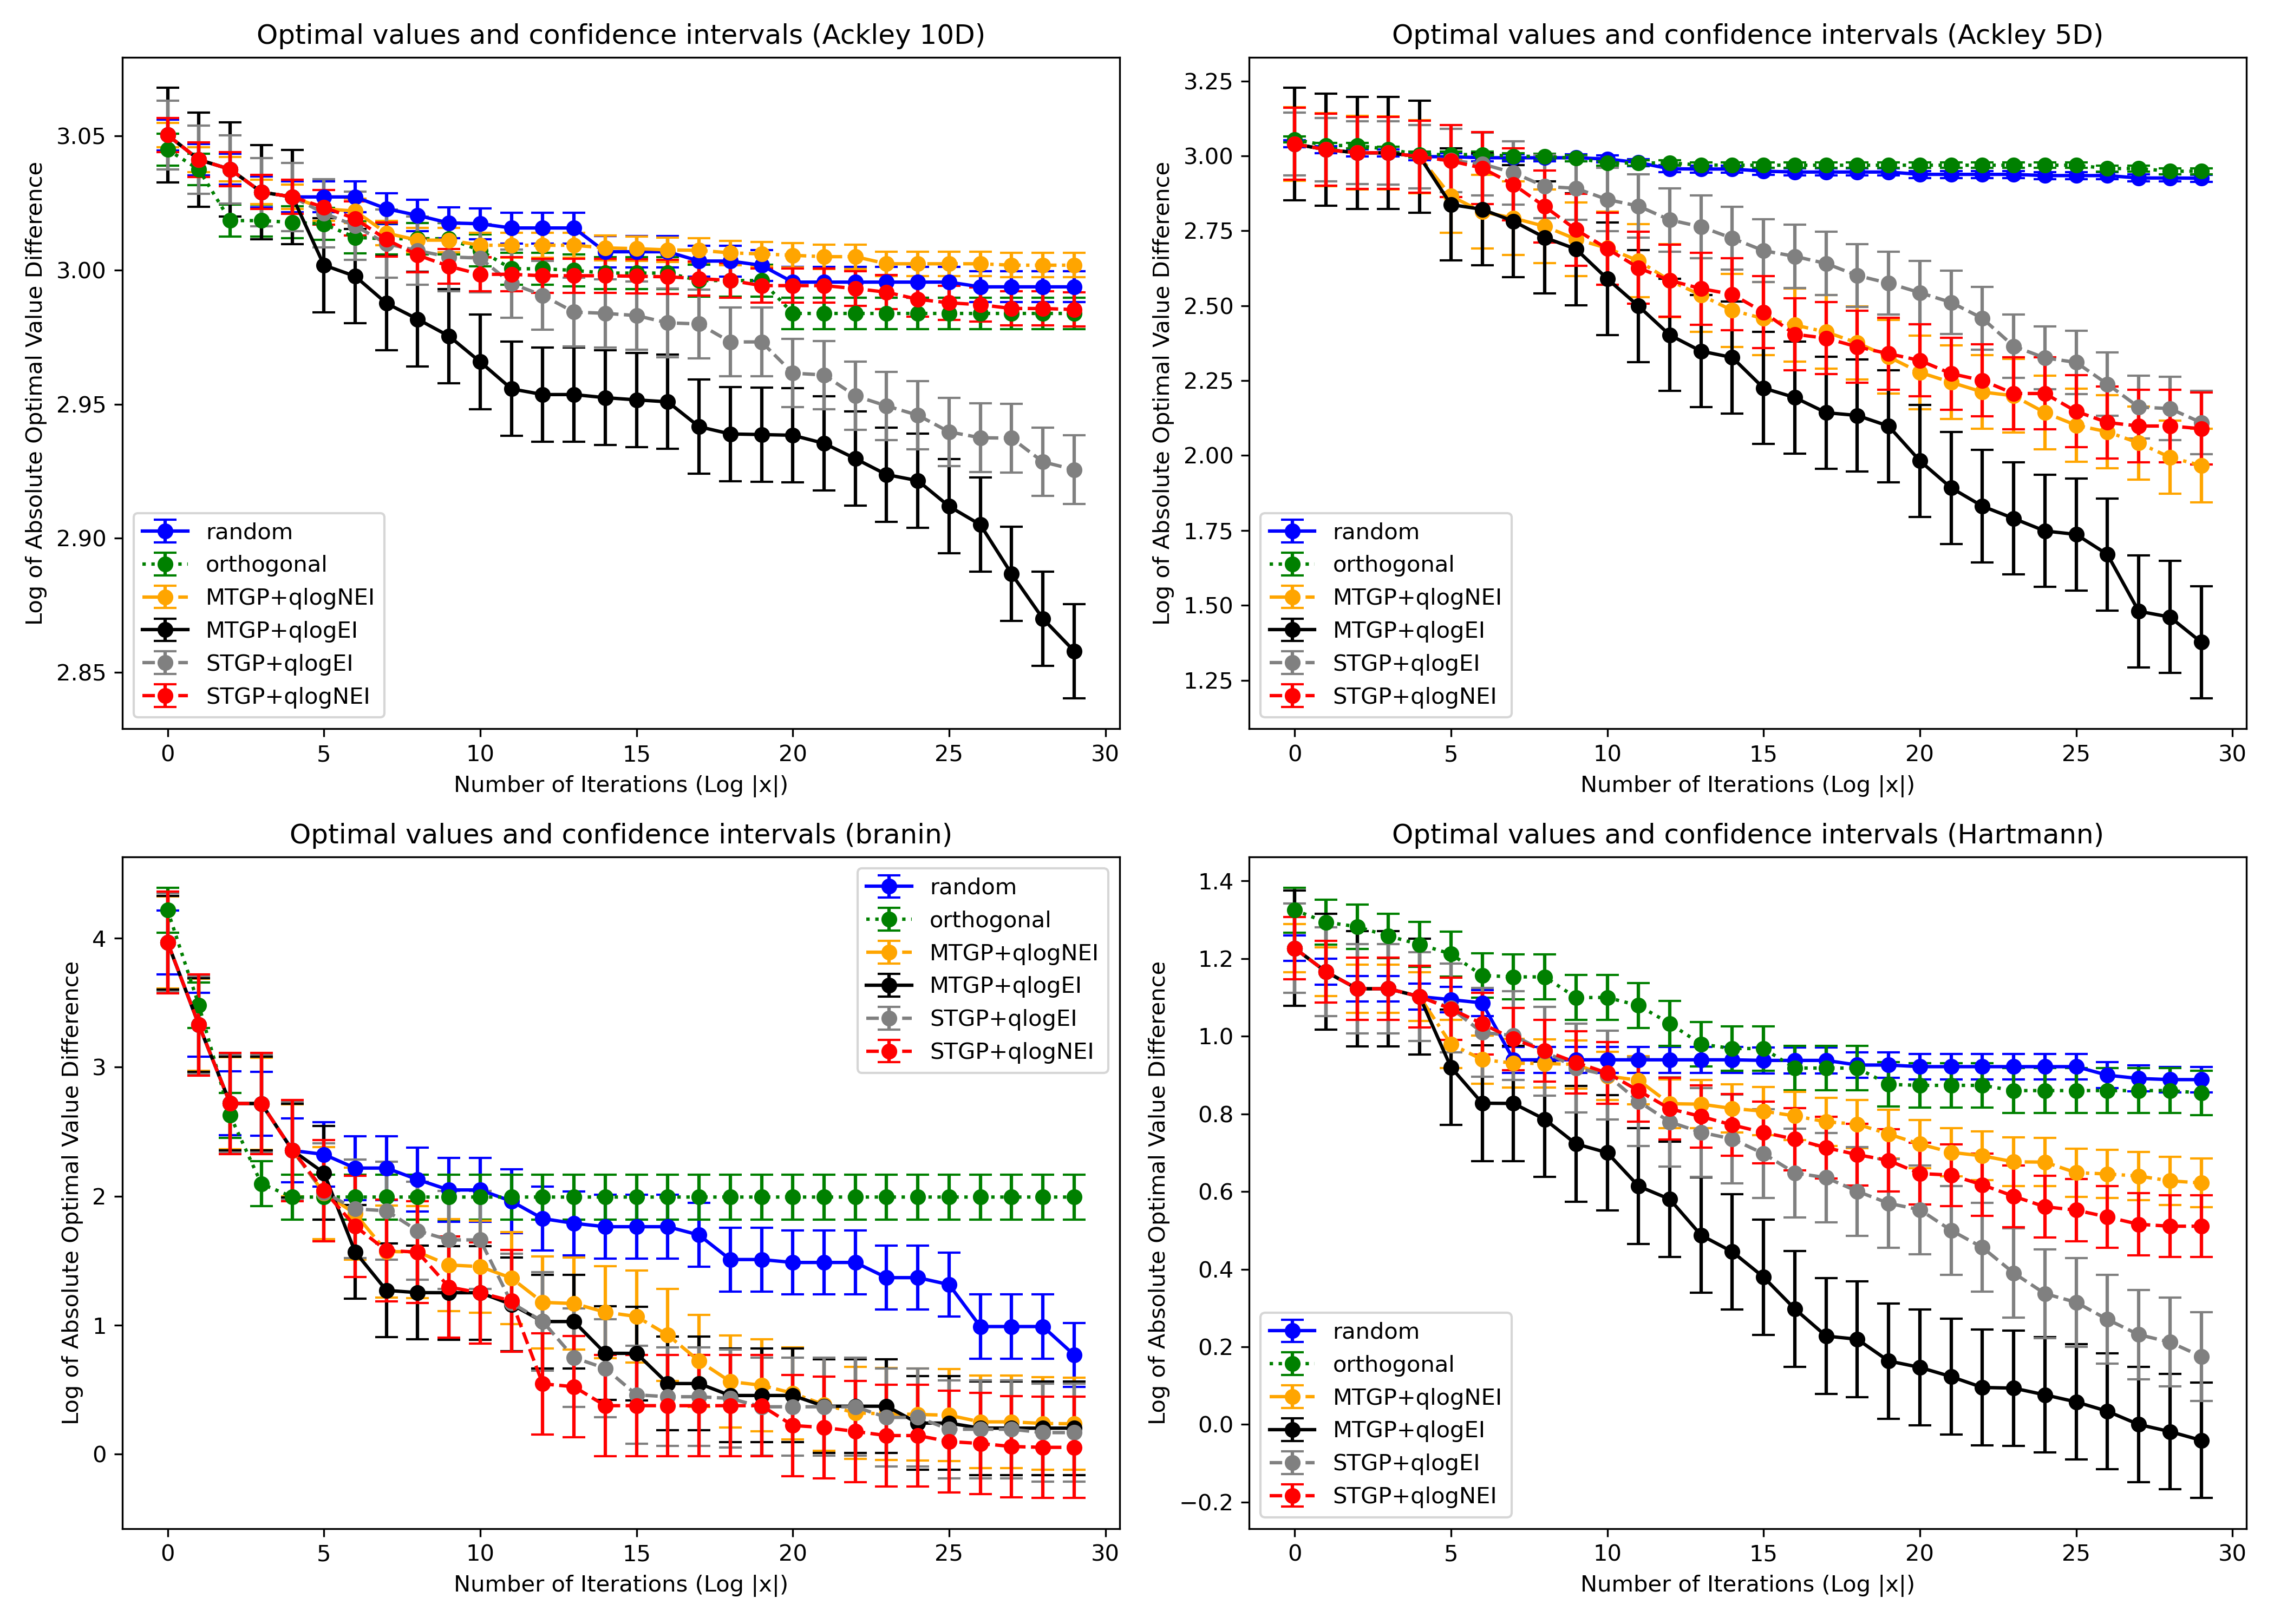 Optimal values and confidence intervals (Ackley 10D)
Log of Absolute Optimal Value Difference
3.05
3.00
2.95
2.90
2.85
random
orthogonal
MTGP+qlogNEI
MTGP+qlogEI
STGP+qlogEI
STGP+qlogNEI
0 5 10 15 20 25 30
Number of Iterations (Log |x|)
Optimal values and confidence intervals (Ackley 5D)
Log of Absolute Optimal Value Difference
3.25
3.00
2.75
2.50
2.25
2.00
1.75
1.50
1.25
random
orthogonal
MTGP+qlogNEI
MTGP+qlogEI
STGP+qlogEI
STGP+qlogNEI
0 5 10 15 20 25 30
Number of Iterations (Log |x|)
Optimal values and confidence intervals (branin)
Log of Absolute Optimal Value Difference
4
3
2
1
0
random
orthogonal
MTGP+qlogNEI
MTGP+qlogEI
STGP+qlogEI
STGP+qlogNEI
0 5 10 15 20 25 30
Number of Iterations (Log |x|)
Optimal values and confidence intervals (Hartmann)
Log of Absolute Optimal Value Difference
1.4
1.2
1.0
0.8
0.6
0.4
0.2
0.0
−0.2
random
orthogonal
MTGP+qlogNEI
MTGP+qlogEI
STGP+qlogEI
STGP+qlogNEI
0 5 10 15 20 25 30
Number of Iterations (Log |x|)